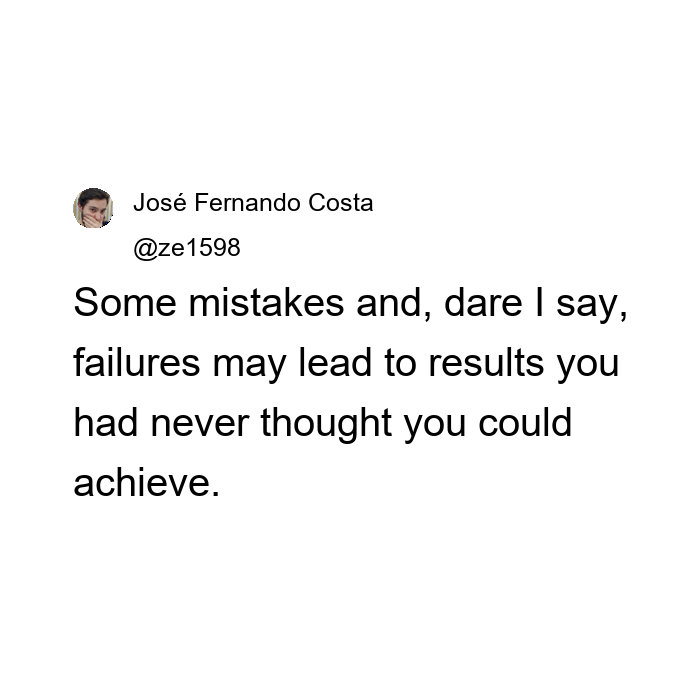 José Fernando Costa
@ze1598
Some mistakes and, dare I say,
failures may lead to results you
had never thought you could
achieve.